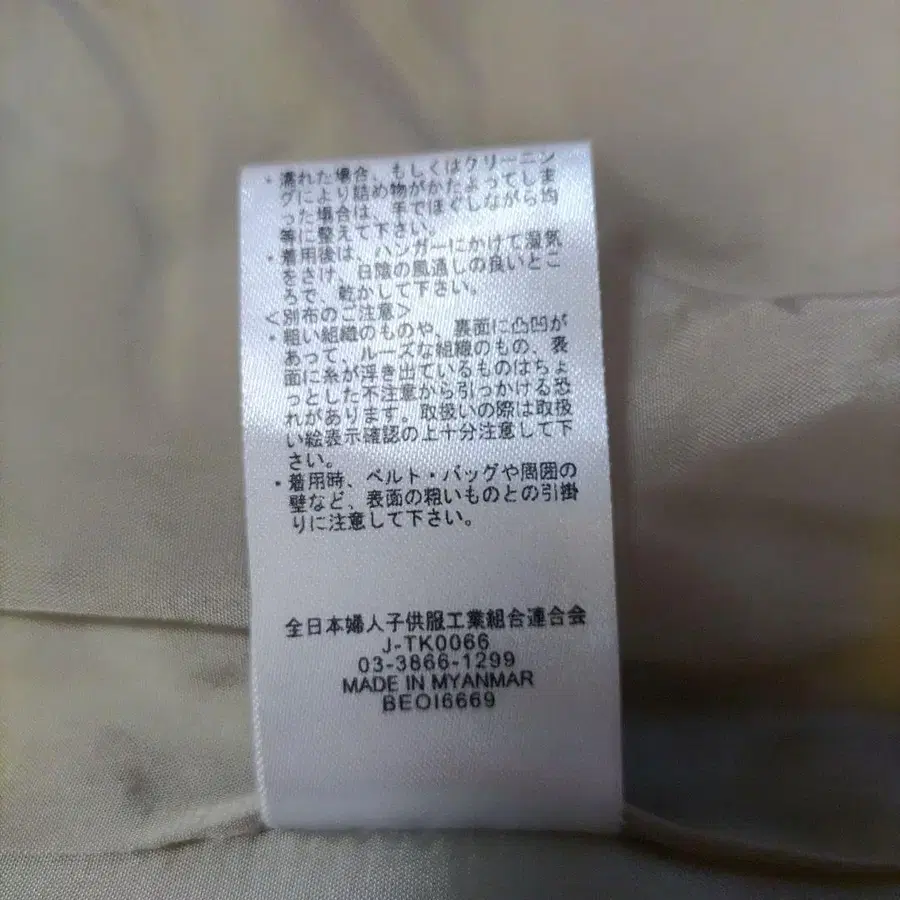 ・濡れた場合、もしくはクリーニン
グにより詰め物がかたよってしま
った場合は、手でほぐしながら均
等に整えて下さい。
・着用後は、ハンガーにかけて湿気
をさけ、日陰の風通しの良いとこ
ろで、乾かして下さい。
<別布のご注意>
・粗い組織のものや、裏面に凸凹が
あって、ルーズな組織のもの、表
面に糸が浮き出ているものはちょ
っとした不注意から引っかける恐
れがあります。取扱いの際は取扱
い絵表示確認の上十分注意して下
さい。
・着用時、ベルト・バッグや周囲の
壁など、表面の粗いものとの引掛
りに注意して下さい。
全日本婦人子供服工業組合連合会
J-TK0066
03-3866-1299
MADE IN MYANMAR
BEOI6669